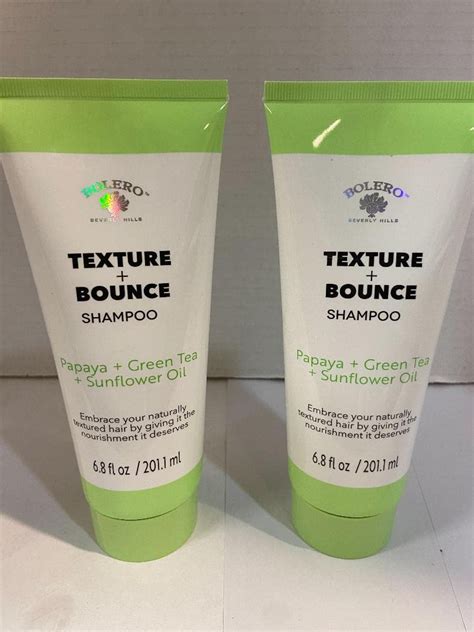 BOLERO™
BEVERLY HILLS
TEXTURE
+
BOUNCE
SHAMPOO
Papaya + Green Tea
+ Sunflower Oil
Embrace your naturally
textured hair by giving it the
nourishment it deserves
6.8 fl oz / 201.1 ml
BOLERO™
BEVERLY HILLS
TEXTURE
+
BOUNCE
SHAMPOO
Papaya + Green Tea
+ Sunflower Oil
Embrace your naturally
textured hair by giving it the
nourishment it deserves
6.8 fl oz / 201.1 ml